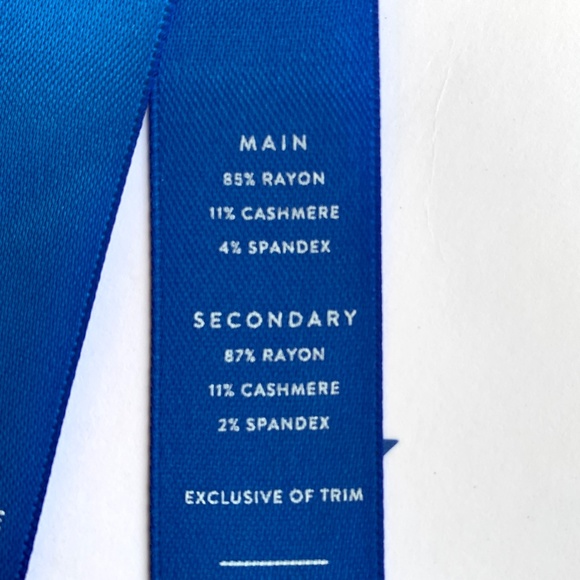 MAIN
85% RAYON
11% CASHMERE
4% SPANDEX
SECONDARY
87% RAYON
11% CASHMERE
2% SPANDEX
EXCLUSIVE OF TRIM